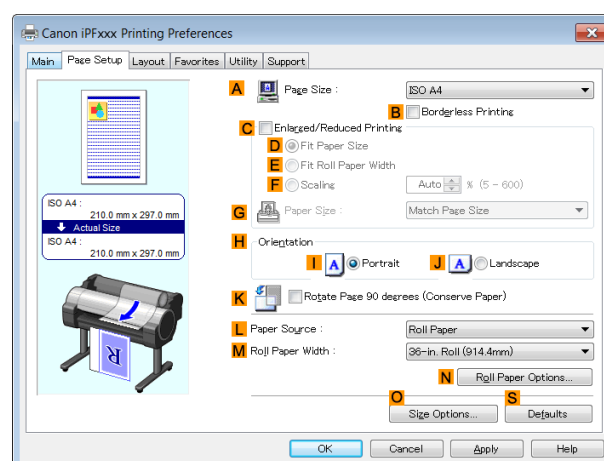 Canon iPFxxx Printing Preferences
Main Page Setup Layout Favorites Utility Support
A Page Size : ISO A4
B Borderless Printing
C Enlarged/Reduced Printing
D Fit Paper Size
E Fit Roll Paper Width
F Scaling Auto % (5 - 600)
G Paper Size : Match Page Size
ISO A4 :
210.0 mm x 297.0 mm
Actual Size
ISO A4 :
210.0 mm x 297.0 mm
H Orientation
I A Portrait J A Landscape
K Rotate Page 90 degrees (Conserve Paper)
L Paper Source : Roll Paper
M Roll Paper Width : 36-in. Roll (914.4mm)
R
N Roll Paper Options...
O Size Options... S Defaults
OK Cancel Apply Help